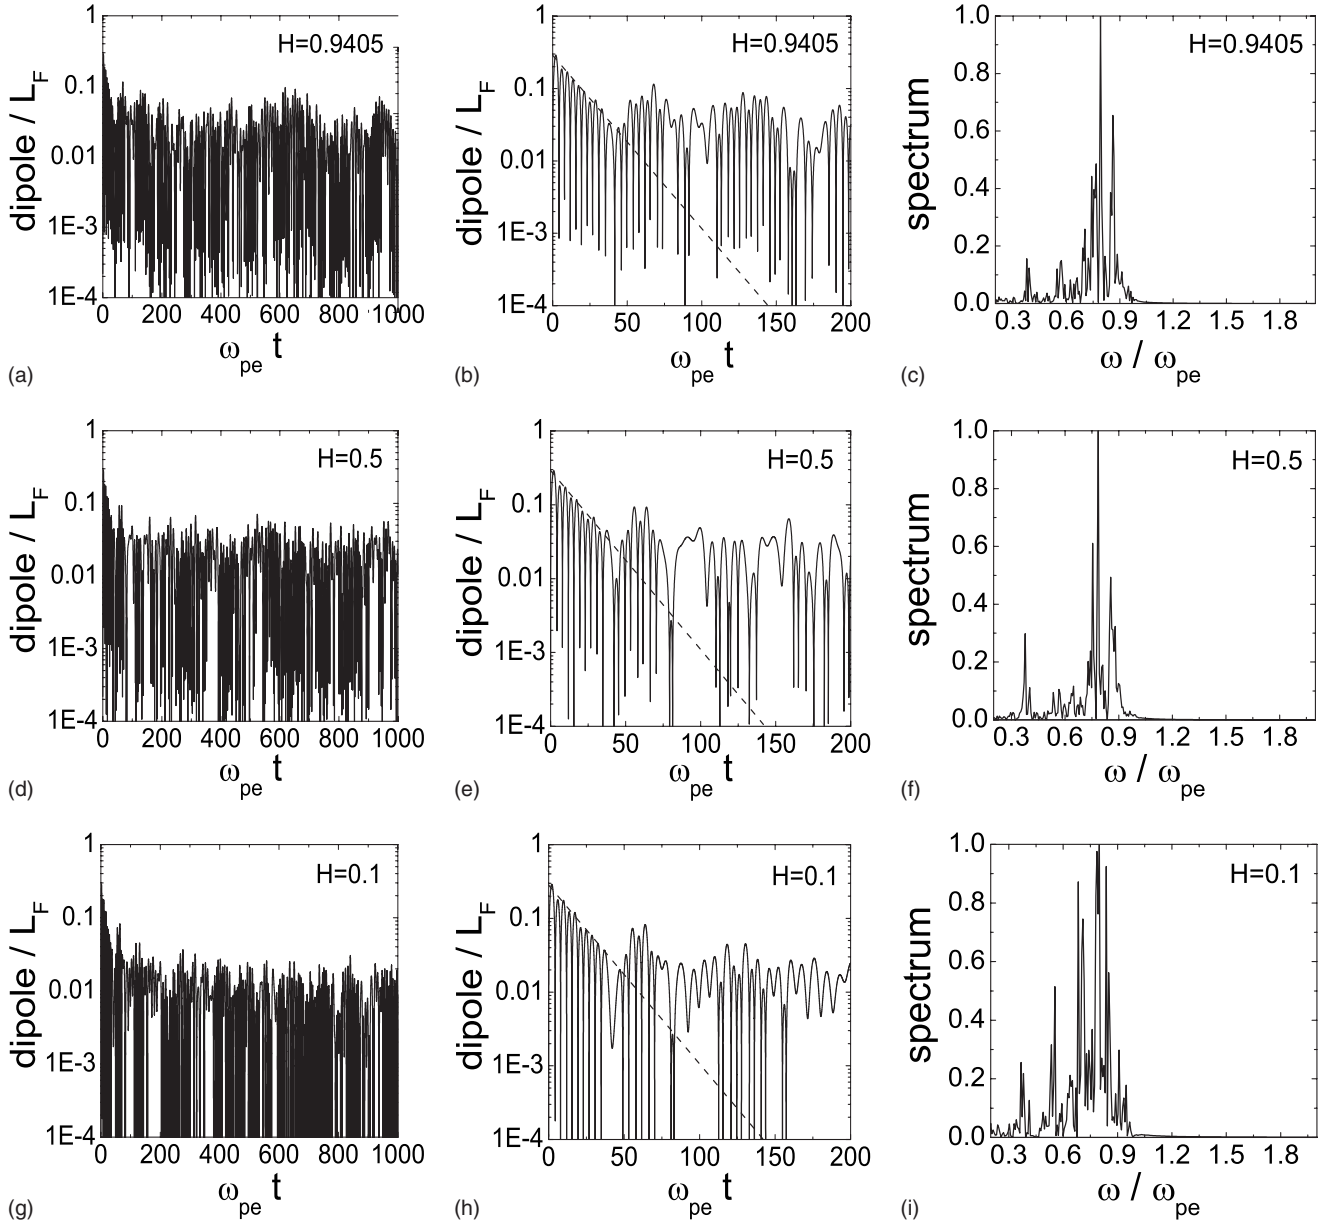 1
0.1
0.01
1E-3
1E-4
dipole / L_F
H=0.9405
0 200 400 600 800 1000
ω_pe t
(a)
1
0.1
0.01
1E-3
1E-4
dipole / L_F
H=0.9405
0 50 100 150 200
ω_pe t
(b)
1.0
0.8
0.6
0.4
0.2
0.0
spectrum
H=0.9405
0.3 0.6 0.9 1.2 1.5 1.8
ω / ω_pe
(c)
1
0.1
0.01
1E-3
1E-4
dipole / L_F
H=0.5
0 200 400 600 800 1000
ω_pe t
(d)
1
0.1
0.01
1E-3
1E-4
dipole / L_F
H=0.5
0 50 100 150 200
ω_pe t
(e)
1.0
0.8
0.6
0.4
0.2
0.0
spectrum
H=0.5
0.3 0.6 0.9 1.2 1.5 1.8
ω / ω_pe
(f)
1
0.1
0.01
1E-3
1E-4
dipole / L_F
H=0.1
0 200 400 600 800 1000
ω_pe t
(g)
1
0.1
0.01
1E-3
1E-4
dipole / L_F
H=0.1
0 50 100 150 200
ω_pe t
(h)
1.0
0.8
0.6
0.4
0.2
0.0
spectrum
H=0.1
0.3 0.6 0.9 1.2 1.5 1.8
ω / ω_pe
(i)